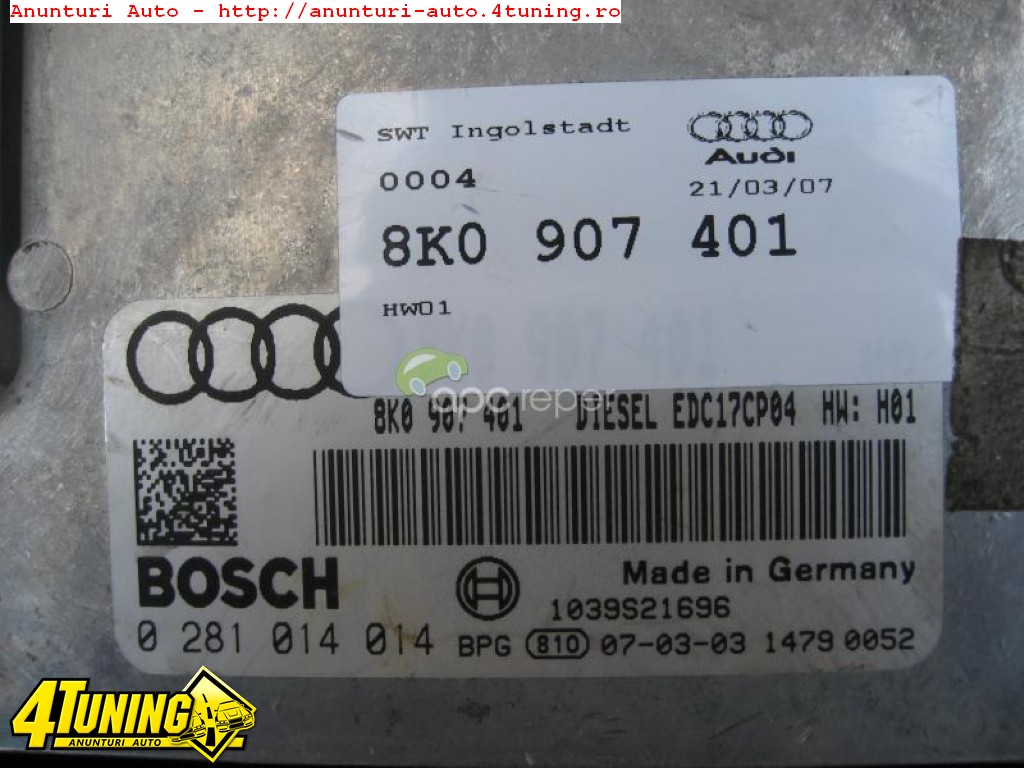 Anunturi Auto - http://anunturi-auto.4tuning.ro
SWT Ingolstadt
Audi
0004
21/03/07
8K0 907 401
HW01
apc reper
8K0 907 401 DIESEL EDC17CP04 HW: H01
BOSCH
Made in Germany
1039S21696
0 281 014 014 BPG 810 07-03-03 1479 0052
4TUNING
ANUNTURI AUTO